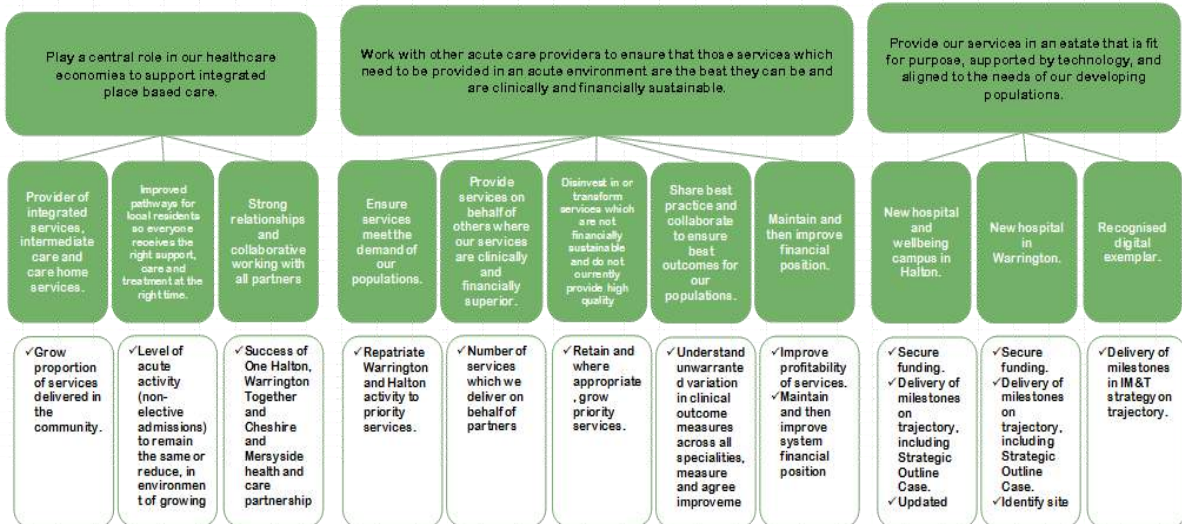 Play a central role in our healthcare
economies to support integrated
place based care.
Work with other acute care providers to ensure that those services which
need to be provided in an acute environment are the best they can be and
are clinically and financially sustainable.
Provide our services in an estate that is fit
for purpose, supported by technology, and
aligned to the needs of our developing
populations.
Provider of
integrated
services,
intermediate
care and
care home
services.
Improved
pathways for
local residents
so everyone
receives the
right support,
care and
treatment at the
right time.
Strong
relationships
and
collaborative
working with
all partners
Ensure
services
meet the
demand of
our
populations.
Provide
services on
behalf of
others where
our services
are clinically
and
financially
superior.
Disinvest in or
transform
services which
are not
financially
sustainable
and do not
currently
provide high
quality
Share best
practice and
collaborate
to ensure
best
outcomes for
our
populations.
Maintain and
then improve
financial
position.
New hospital
and
wellbeing
campus in
Halton.
New hospital
in
Warrington.
Recognised
digital
exemplar.
✓Grow
proportion
of services
delivered in
the
community.
✓Level of
acute
activity
(non-
elective
admissions)
to remain
the same or
reduce, in
environmen
t of growing
✓Success of
One Halton,
Warrington
Together
and
Cheshire
and
Mersyside
health and
care
partnership
✓Repatriate
Warrington
and Halton
activity to
priority
services.
✓Number of
services
which we
deliver on
behalf of
partners
✓Retain and
where
appropriate
, grow
priority
services.
✓Understand
unwarrante
d variation
in clinical
outcome
measures
across all
specialities,
measure
and agree
improveme
✓Improve
profitability
of services.
✓Maintain
and then
improve
system
financial
position
✓Secure
funding.
✓Delivery of
milestones
on
trajectory,
including
Strategic
Outline
Case.
✓Updated
✓Secure
funding.
✓Delivery of
milestones
on
trajectory,
including
Strategic
Outline
Case.
✓Identify site
✓Delivery of
milestones
in IM&T
strategy on
trajectory.